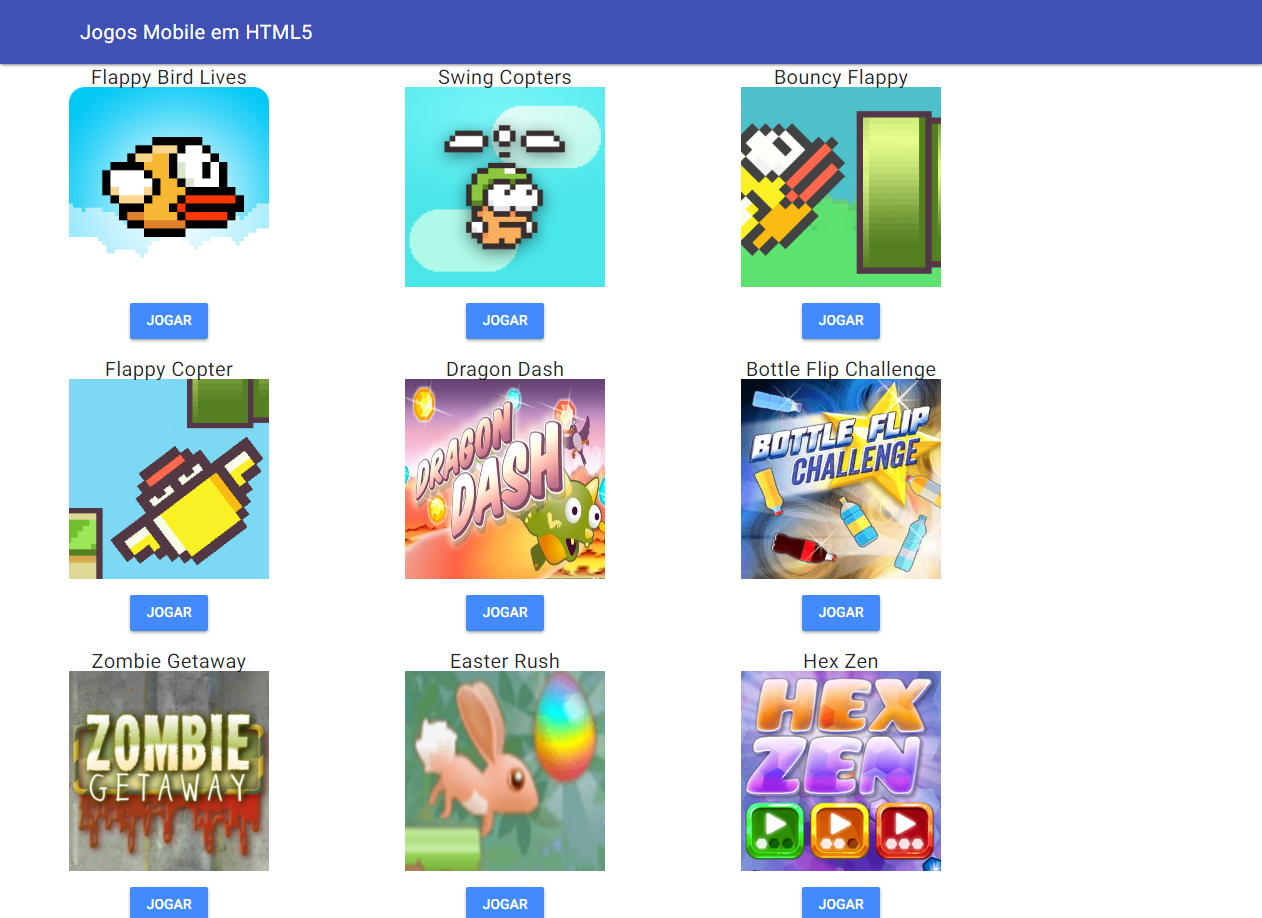 Jogos Mobile em HTML5
Flappy Bird Lives
Swing Copters
Bouncy Flappy
JOGAR
JOGAR
JOGAR
Flappy Copter
Dragon Dash
Bottle Flip Challenge
DRAGON
DASH
BOTTLE FLIP
CHALLENGE
JOGAR
JOGAR
JOGAR
Zombie Getaway
Easter Rush
Hex Zen
ZOMBIE
GETAWAY
HEX
ZEN
JOGAR
JOGAR
JOGAR